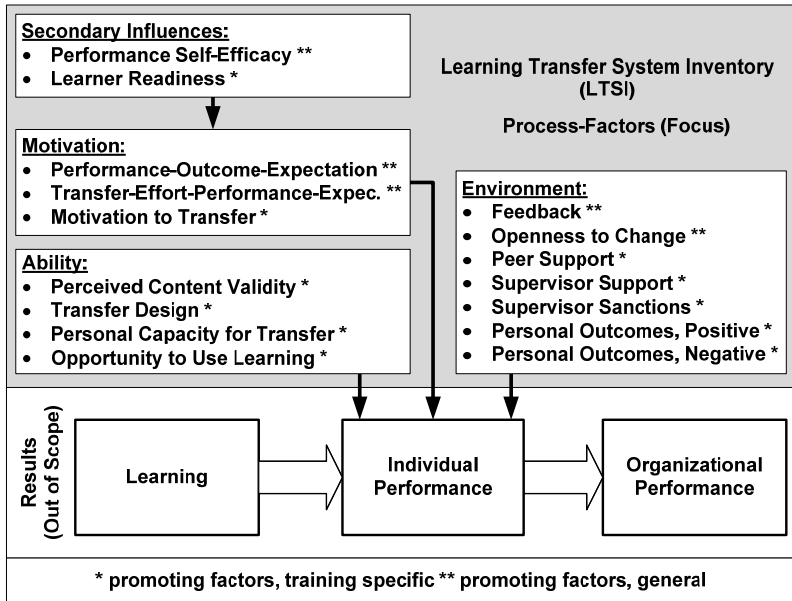 Secondary Influences:
• Performance Self-Efficacy **
• Learner Readiness *
Learning Transfer System Inventory
(LTSI)
Process-Factors (Focus)
Motivation:
• Performance-Outcome-Expectation **
• Transfer-Effort-Performance-Expec. **
• Motivation to Transfer *
Ability:
• Perceived Content Validity *
• Transfer Design *
• Personal Capacity for Transfer *
• Opportunity to Use Learning *
Environment:
• Feedback **
• Openness to Change **
• Peer Support *
• Supervisor Support *
• Supervisor Sanctions *
• Personal Outcomes, Positive *
• Personal Outcomes, Negative *
Results
(Out of Scope)
Learning
Individual
Performance
Organizational
Performance
* promoting factors, training specific ** promoting factors, general